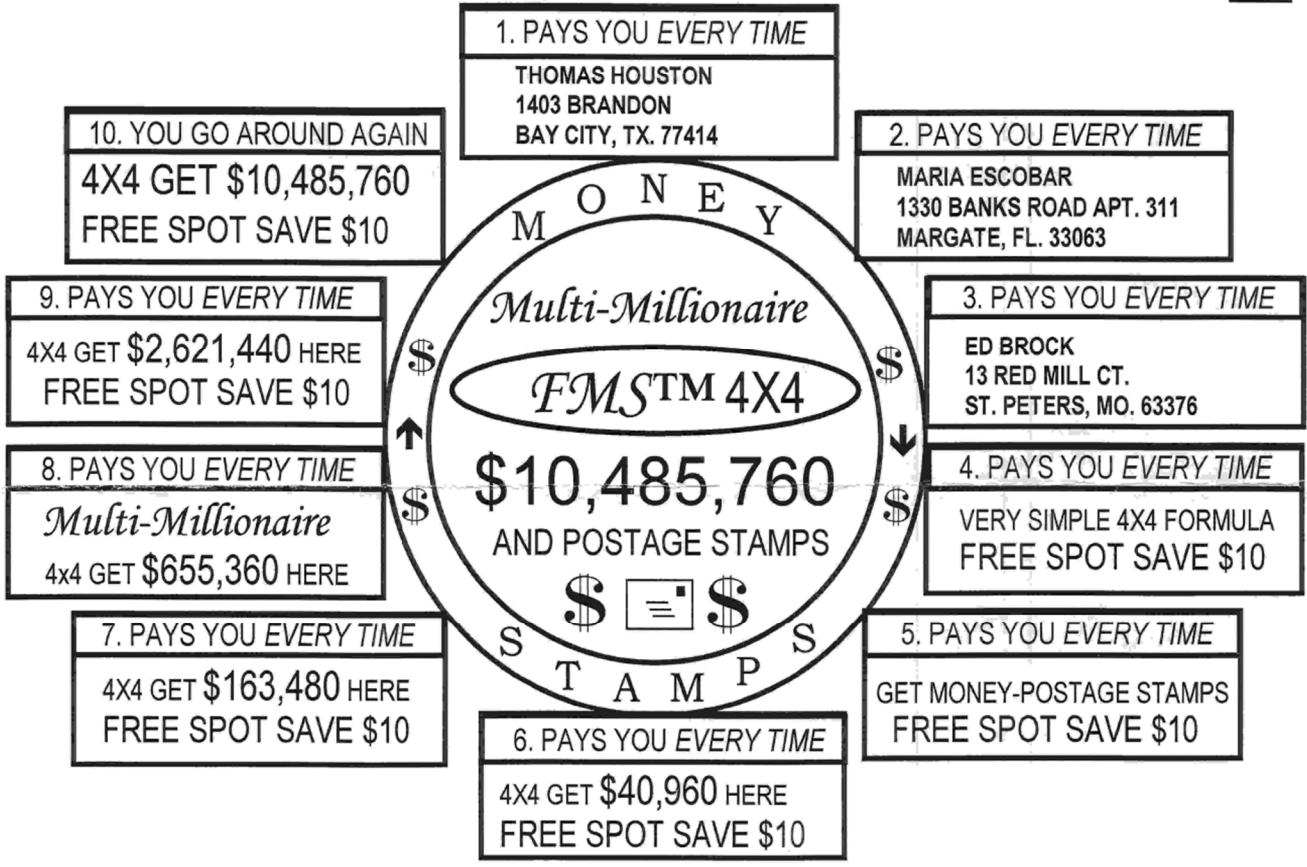 1. PAYS YOU EVERY TIME
THOMAS HOUSTON
1403 BRANDON
BAY CITY, TX. 77414
2. PAYS YOU EVERY TIME
MARIA ESCOBAR
1330 BANKS ROAD APT. 311
MARGATE, FL. 33063
3. PAYS YOU EVERY TIME
ED BROCK
13 RED MILL CT.
ST. PETERS, MO. 63376
4. PAYS YOU EVERY TIME
VERY SIMPLE 4X4 FORMULA
FREE SPOT SAVE $10
5. PAYS YOU EVERY TIME
GET MONEY-POSTAGE STAMPS
FREE SPOT SAVE $10
6. PAYS YOU EVERY TIME
4X4 GET $40,960 HERE
FREE SPOT SAVE $10
7. PAYS YOU EVERY TIME
4X4 GET $163,480 HERE
FREE SPOT SAVE $10
8. PAYS YOU EVERY TIME
Multi-Millionaire
4x4 GET $655,360 HERE
9. PAYS YOU EVERY TIME
4X4 GET $2,621,440 HERE
FREE SPOT SAVE $10
10. YOU GO AROUND AGAIN
4X4 GET $10,485,760
FREE SPOT SAVE $10
MONEY
$ $
$ $
STAMPS
Multi-Millionaire
FMS™ 4X4
$10,485,760
AND POSTAGE STAMPS
$ $